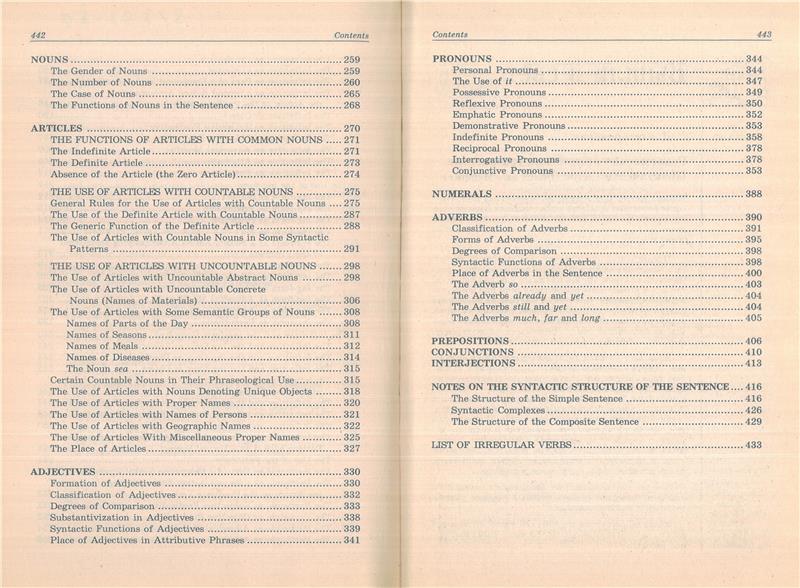 442 Contents
NOUNS 259
The Gender of Nouns 259
The Number of Nouns 260
The Case of Nouns 265
The Functions of Nouns in the Sentence 268
ARTICLES 270
THE FUNCTIONS OF ARTICLES WITH COMMON NOUNS 271
The Indefinite Article 271
The Definite Article 273
Absence of the Article (the Zero Article) 274
THE USE OF ARTICLES WITH COUNTABLE NOUNS 275
General Rules for the Use of Articles with Countable Nouns 275
The Use of the Definite Article with Countable Nouns 287
The Generic Function of the Definite Article 288
The Use of Articles with Countable Nouns in Some Syntactic
Patterns 291
THE USE OF ARTICLES WITH UNCOUNTABLE NOUNS 298
The Use of Articles with Uncountable Abstract Nouns 298
The Use of Articles with Uncountable Concrete
Nouns (Names of Materials) 306
The Use of Articles with Some Semantic Groups of Nouns 308
Names of Parts of the Day 308
Names of Seasons 311
Names of Meals 312
Names of Diseases 314
The Noun sea 315
Certain Countable Nouns in Their Phraseological Use 315
The Use of Articles with Nouns Denoting Unique Objects 318
The Use of Articles with Proper Names 320
The Use of Articles with Names of Persons 321
The Use of Articles with Geographic Names 322
The Use of Articles With Miscellaneous Proper Names 325
The Place of Articles 327
ADJECTIVES 330
Formation of Adjectives 330
Classification of Adjectives 332
Degrees of Comparison 333
Substantivization in Adjectives 338
Syntactic Functions of Adjectives 339
Place of Adjectives in Attributive Phrases 341
Contents 443
PRONOUNS 344
Personal Pronouns 344
The Use of it 347
Possessive Pronouns 349
Reflexive Pronouns 350
Emphatic Pronouns 352
Demonstrative Pronouns 353
Indefinite Pronouns 358
Reciprocal Pronouns 378
Interrogative Pronouns 378
Conjunctive Pronouns 353
NUMERALS 388
ADVERBS 390
Classification of Adverbs 391
Forms of Adverbs 395
Degrees of Comparison 398
Syntactic Functions of Adverbs 398
Place of Adverbs in the Sentence 400
The Adverb so 403
The Adverbs already and yet 404
The Adverbs still and yet 404
The Adverbs much, far and long 405
PREPOSITIONS 406
CONJUNCTIONS 410
INTERJECTIONS 413
NOTES ON THE SYNTACTIC STRUCTURE OF THE SENTENCE 416
The Structure of the Simple Sentence 416
Syntactic Complexes 426
The Structure of the Composite Sentence 429
LIST OF IRREGULAR VERBS 433